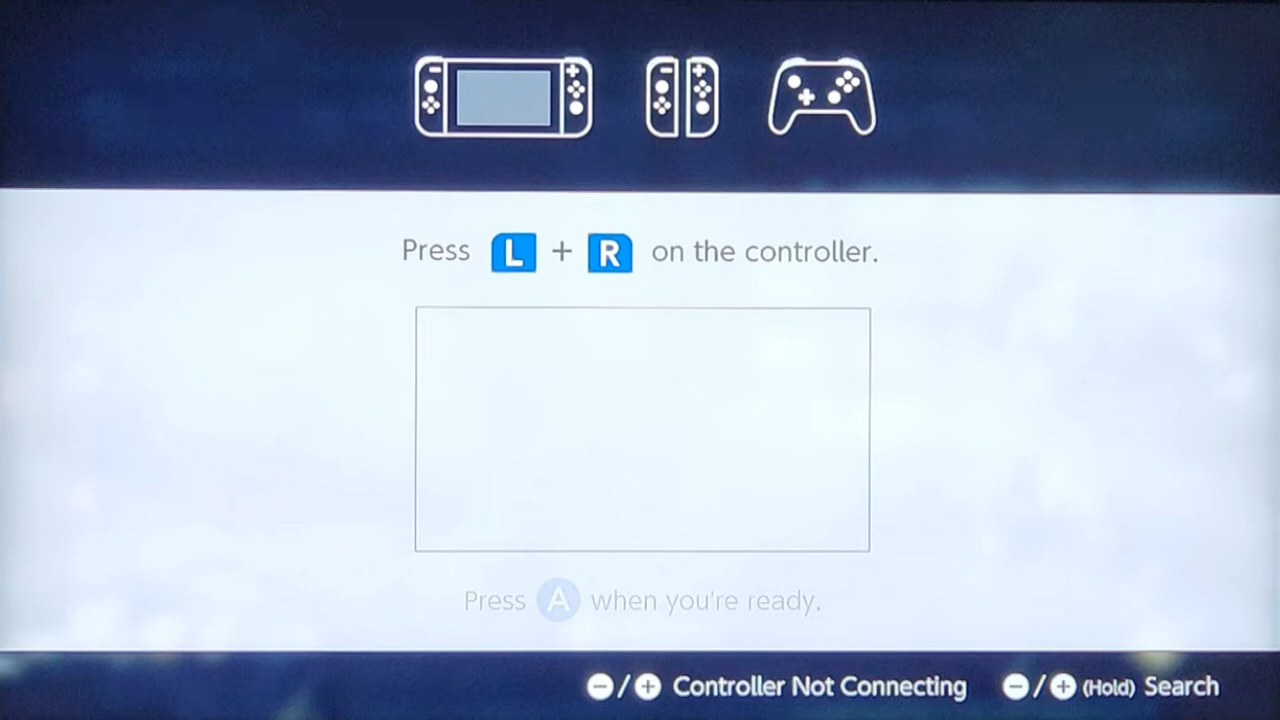 Press L + R on the controller.
Press A when you're ready.
−/+ Controller Not Connecting −/+ (Hold) Search